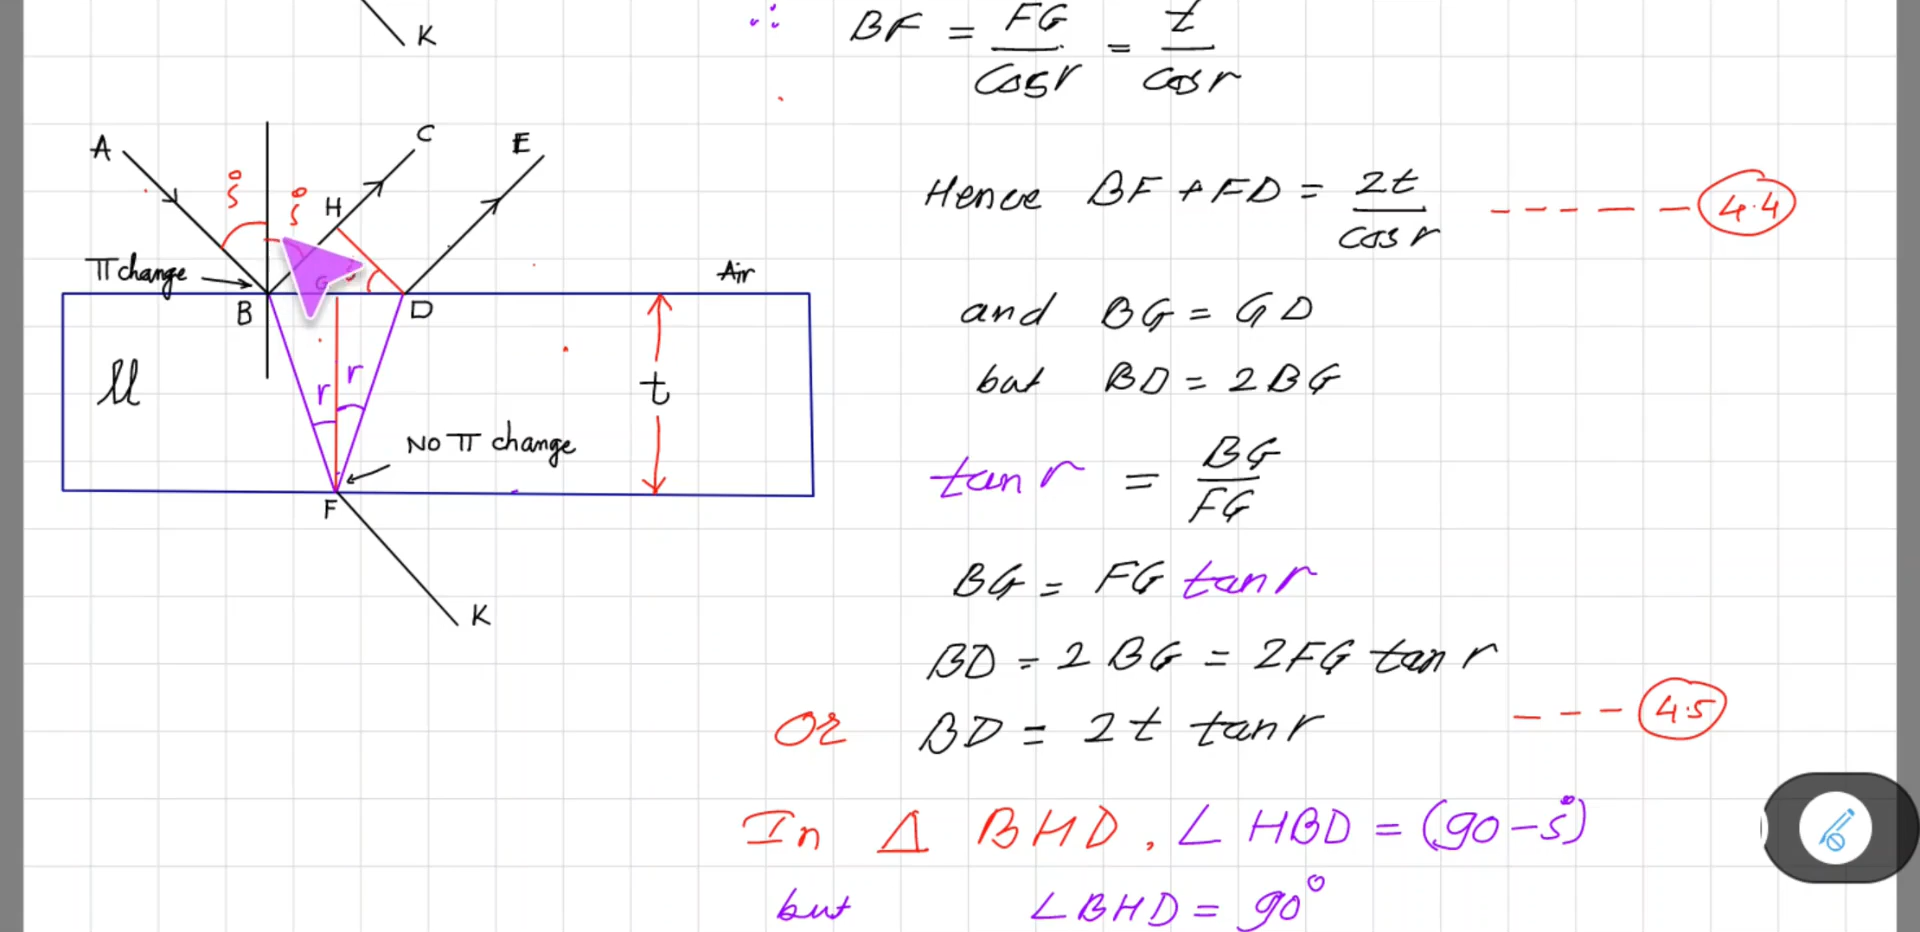 K
∴ BF = FG/cos r = t/cos r
A
C
E
i
i
H
Hence BF + FD = 2t/cos r ------ 4.4
π change
G
Air
B
D
and BG = GD
μ
r
r
t
but BD = 2BG
NO π change
tan r = BG/FG
F
BG = FG tan r
K
BD = 2 BG = 2FG tan r
Or BD = 2t tan r --- 4.5
In Δ BHD, ∠HBD = (90-i)
but ∠BHD = 90°